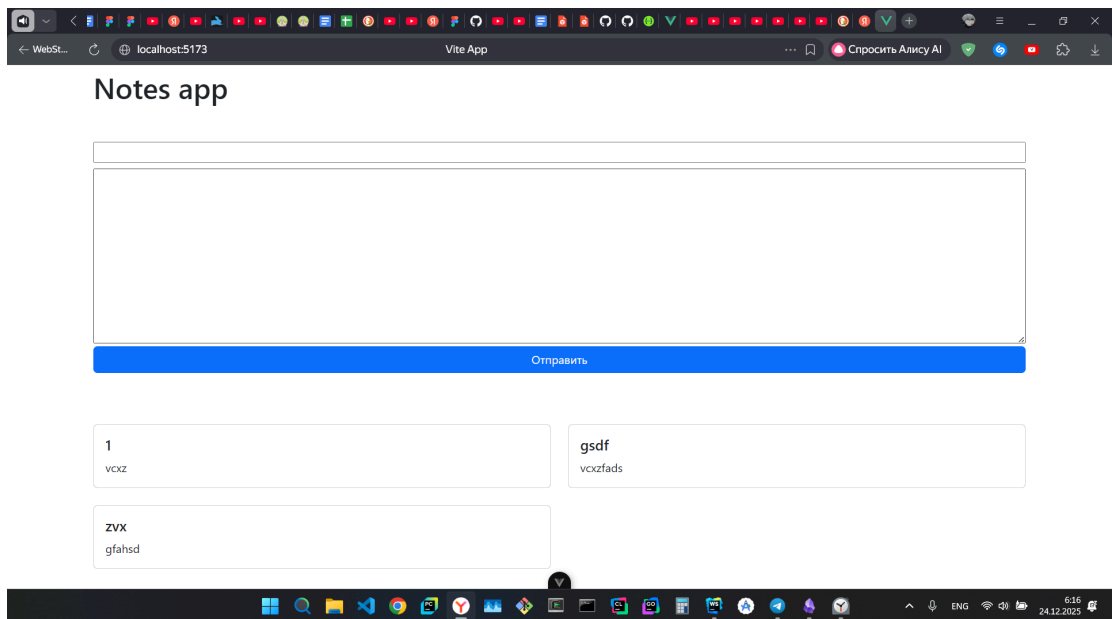 WebSt...
localhost:5173
Vite App
Спросить Алису AI
Notes app
Отправить
1
vcxz
gsdf
vcxzfads
zvx
gfahsd
ENG
6:16
24.12.2025